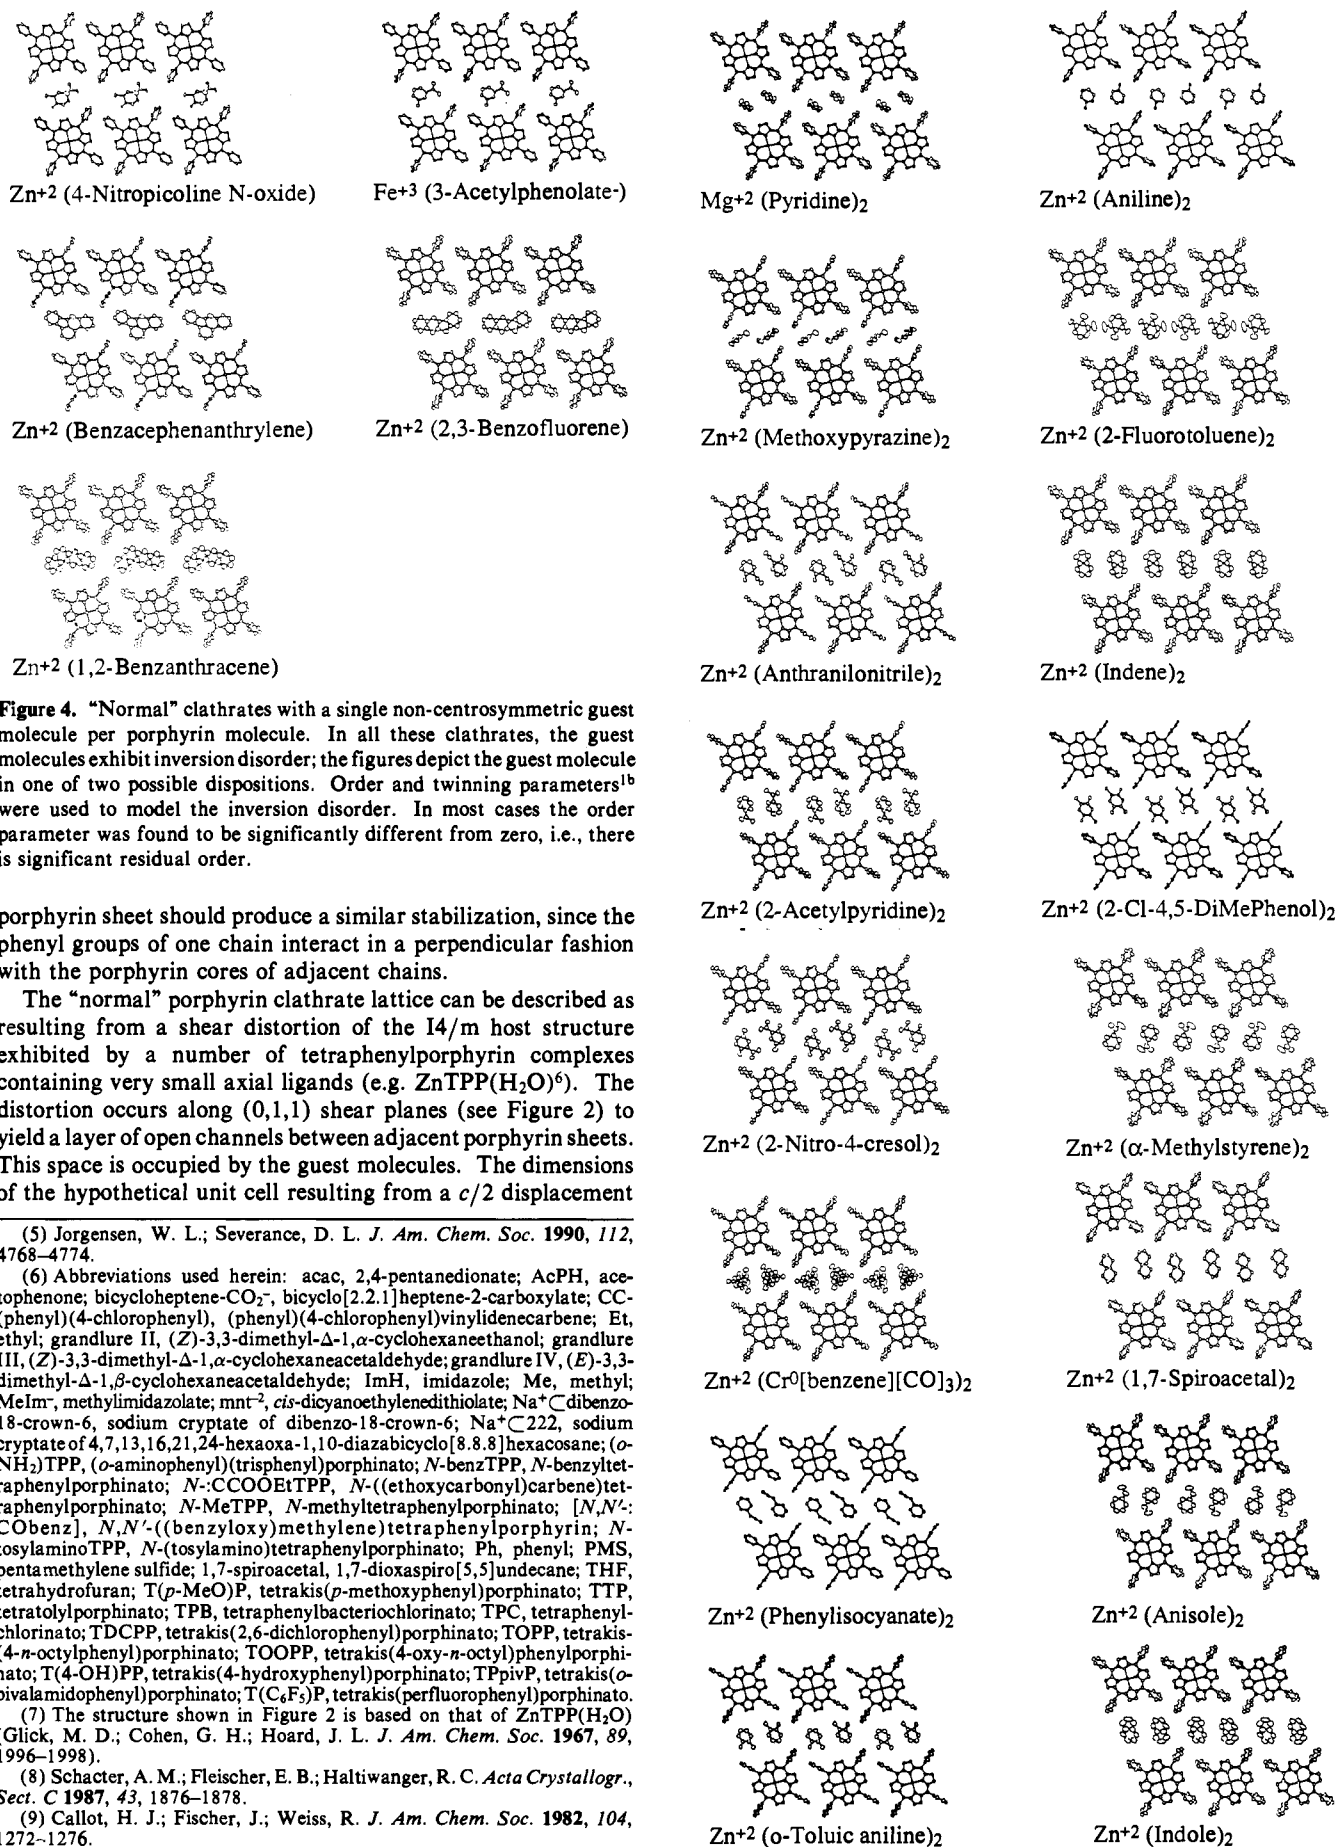 Zn+2 (4-Nitropicoline N-oxide)
Fe+3 (3-Acetylphenolate-)
Zn+2 (Benzacephenanthrylene)
Zn+2 (2,3-Benzofluorene)
Zn+2 (1,2-Benzanthracene)
Figure 4. “Normal” clathrates with a single non-centrosymmetric guest
molecule per porphyrin molecule. In all these clathrates, the guest
molecules exhibit inversion disorder; the figures depict the guest molecule
in one of two possible dispositions. Order and twinning parameters1b
were used to model the inversion disorder. In most cases the order
parameter was found to be significantly different from zero, i.e., there
is significant residual order.
porphyrin sheet should produce a similar stabilization, since the
phenyl groups of one chain interact in a perpendicular fashion
with the porphyrin cores of adjacent chains.
The “normal” porphyrin clathrate lattice can be described as
resulting from a shear distortion of the I4/m host structure
exhibited by a number of tetraphenylporphyrin complexes
containing very small axial ligands (e.g. ZnTPP(H2O)6). The
distortion occurs along (0,1,1) shear planes (see Figure 2) to
yield a layer of open channels between adjacent porphyrin sheets.
This space is occupied by the guest molecules. The dimensions
of the hypothetical unit cell resulting from a c/2 displacement
(5) Jorgensen, W. L.; Severance, D. L. J. Am. Chem. Soc. 1990, 112,
4768–4774.
(6) Abbreviations used herein: acac, 2,4-pentanedionate; AcPH, ace-
tophenone; bicycloheptene-CO2-, bicyclo[2.2.1]heptene-2-carboxylate; CC-
(phenyl)(4-chlorophenyl), (phenyl)(4-chlorophenyl)vinylidenecarbene; Et,
ethyl; grandlure II, (Z)-3,3-dimethyl-Δ-1,α-cyclohexaneethanol; grandlure
III, (Z)-3,3-dimethyl-Δ-1,α-cyclohexaneacetaldehyde; grandlure IV, (E)-3,3-
dimethyl-Δ-1,β-cyclohexaneacetaldehyde; ImH, imidazole; Me, methyl;
MeIm-, methylimidazolate; mnt-2, cis-dicyanoethylenedithiolate; Na+⊂dibenzo-
18-crown-6, sodium cryptate of dibenzo-18-crown-6; Na+⊂222, sodium
cryptate of 4,7,13,16,21,24-hexaoxa-1,10-diazabicyclo[8.8.8]hexacosane; (o-
NH2)TPP, (o-aminophenyl)(trisphenyl)porphinato; N-benzTPP, N-benzyltet-
raphenylporphinato; N-:CCOOEtTPP, N-((ethoxycarbonyl)carbene)tet-
raphenylporphinato; N-MeTPP, N-methyltetraphenylporphinato; [N,N′-:
CObenz], N,N′-((benzyloxy)methylene)tetraphenylporphyrin; N-
tosylaminoTPP, N-(tosylamino)tetraphenylporphinato; Ph, phenyl; PMS,
pentamethylene sulfide; 1,7-spiroacetal, 1,7-dioxaspiro[5,5]undecane; THF,
tetrahydrofuran; T(p-MeO)P, tetrakis(p-methoxyphenyl)porphinato; TTP,
tetratolylporphinato; TPB, tetraphenylbacteriochlorinato; TPC, tetraphenyl-
chlorinato; TDCPP, tetrakis(2,6-dichlorophenyl)porphinato; TOPP, tetrakis-
(4-n-octylphenyl)porphinato; TOOPP, tetrakis(4-oxy-n-octyl)phenylporphi-
nato; T(4-OH)PP, tetrakis(4-hydroxyphenyl)porphinato; TPpivP, tetrakis(o-
pivalamidophenyl)porphinato; T(C6F5)P, tetrakis(perfluorophenyl)porphinato.
(7) The structure shown in Figure 2 is based on that of ZnTPP(H2O)
(Glick, M. D.; Cohen, G. H.; Hoard, J. L. J. Am. Chem. Soc. 1967, 89,
1996–1998).
(8) Schacter, A. M.; Fleischer, E. B.; Haltiwanger, R. C. Acta Crystallogr.,
Sect. C 1987, 43, 1876–1878.
(9) Callot, H. J.; Fischer, J.; Weiss, R. J. Am. Chem. Soc. 1982, 104,
1272–1276.
Mg+2 (Pyridine)2
Zn+2 (Aniline)2
Zn+2 (Methoxypyrazine)2
Zn+2 (2-Fluorotoluene)2
Zn+2 (Anthranilonitrile)2
Zn+2 (Indene)2
Zn+2 (2-Acetylpyridine)2
Zn+2 (2-Cl-4,5-DiMePhenol)2
Zn+2 (2-Nitro-4-cresol)2
Zn+2 (α-Methylstyrene)2
Zn+2 (Cr0[benzene][CO]3)2
Zn+2 (1,7-Spiroacetal)2
Zn+2 (Phenylisocyanate)2
Zn+2 (Anisole)2
Zn+2 (o-Toluic aniline)2
Zn+2 (Indole)2